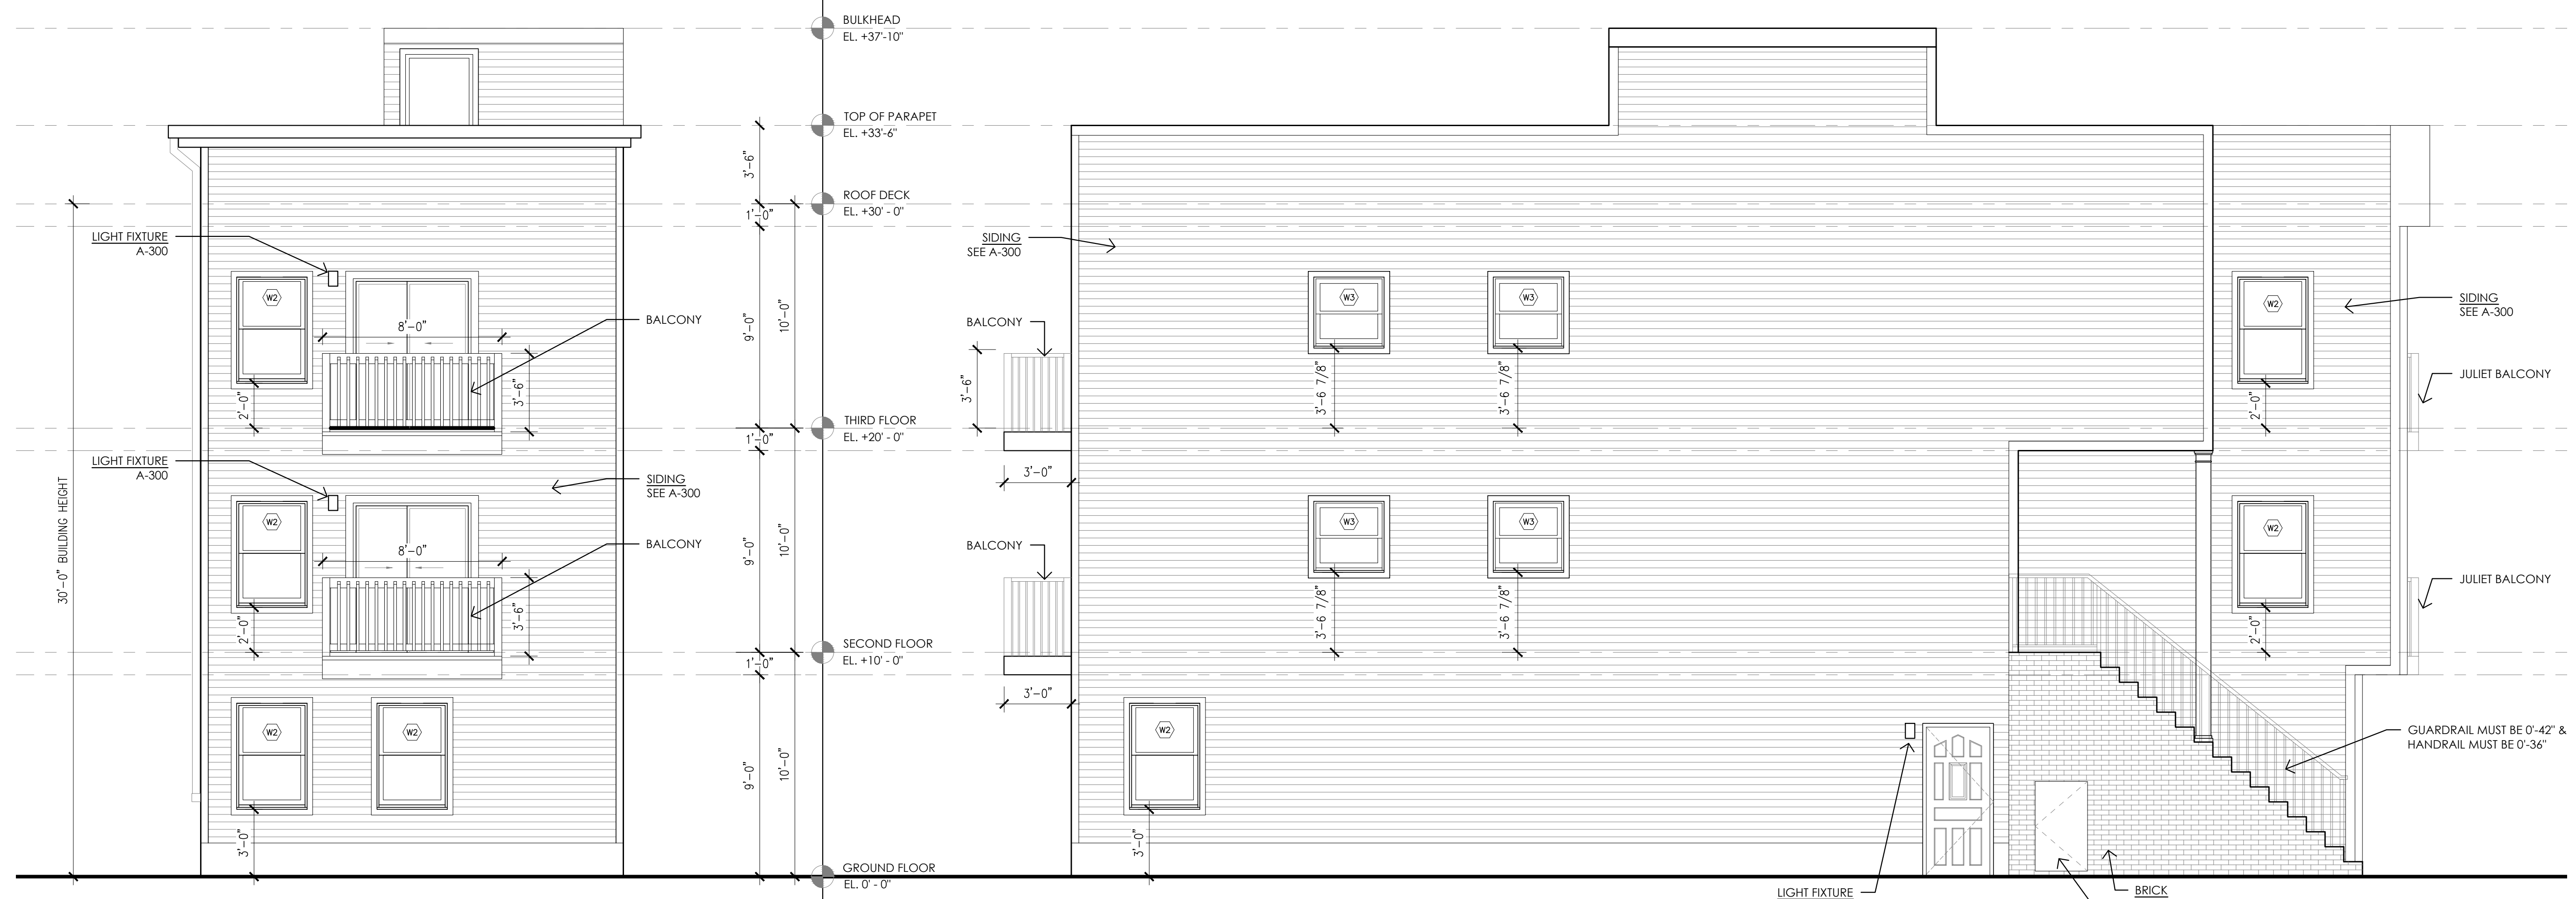 BULKHEAD
EL. +37'-10"
TOP OF PARAPET
EL. +33'-6"
3'-6"
ROOF DECK
EL. +30' - 0"
1'-0"
LIGHT FIXTURE
A-300
W2
8'-0"
BALCONY
3'-6"
2'-0"
9'-0"
10'-0"
THIRD FLOOR
EL. +20' - 0"
1'-0"
LIGHT FIXTURE
A-300
SIDING
SEE A-300
30'-0" BUILDING HEIGHT
W2
8'-0"
BALCONY
3'-6"
2'-0"
9'-0"
10'-0"
SECOND FLOOR
EL. +10' - 0"
1'-0"
W2
W2
3'-0"
9'-0"
10'-0"
GROUND FLOOR
EL. 0' - 0"
SIDING
SEE A-300
BALCONY
3'-6"
3'-0"
W3
W3
3'-6 7/8"
3'-6 7/8"
W2
2'-0"
SIDING
SEE A-300
JULIET BALCONY
BALCONY
3'-0"
W3
W3
3'-6 7/8"
3'-6 7/8"
W2
2'-0"
JULIET BALCONY
W2
3'-0"
GUARDRAIL MUST BE 0'-42" &
HANDRAIL MUST BE 0'-36"
LIGHT FIXTURE
BRICK